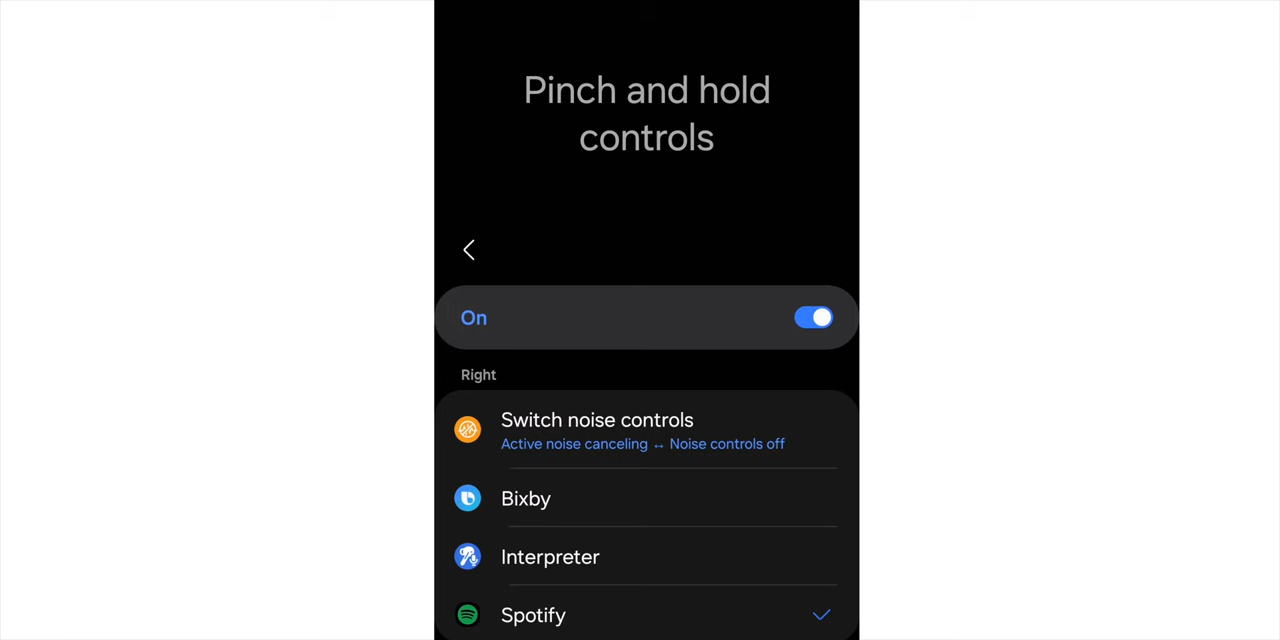 Pinch and hold
controls
On
Right
Switch noise controls
Active noise canceling ↔ Noise controls off
Bixby
Interpreter
Spotify